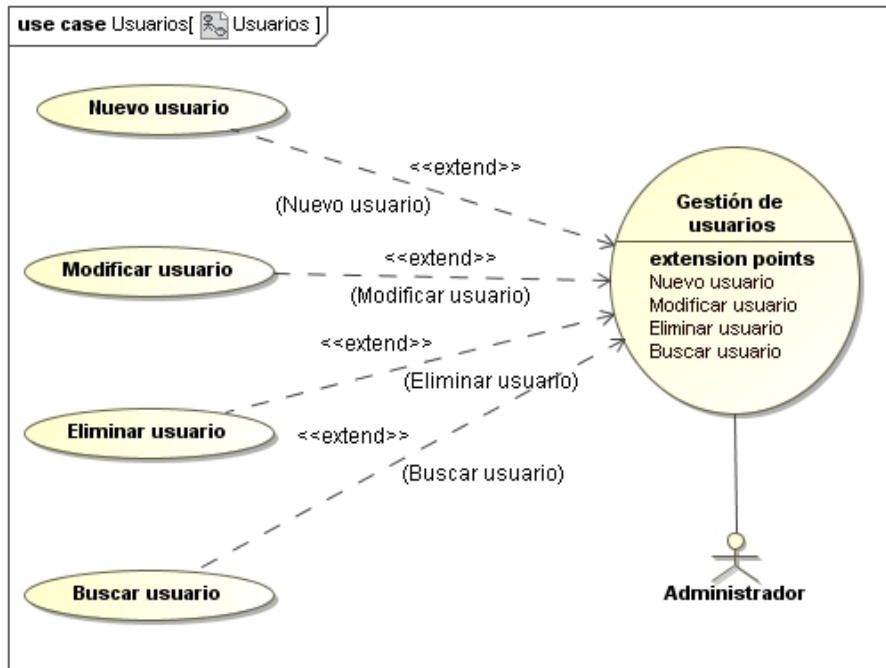 use case Usuarios[ Usuarios ]
Nuevo usuario
<<extend>>
(Nuevo usuario)
Modificar usuario
<<extend>>
(Modificar usuario)
Eliminar usuario
<<extend>>
(Eliminar usuario)
Buscar usuario
<<extend>>
(Buscar usuario)
Gestión de
usuarios
extension points
Nuevo usuario
Modificar usuario
Eliminar usuario
Buscar usuario
Administrador